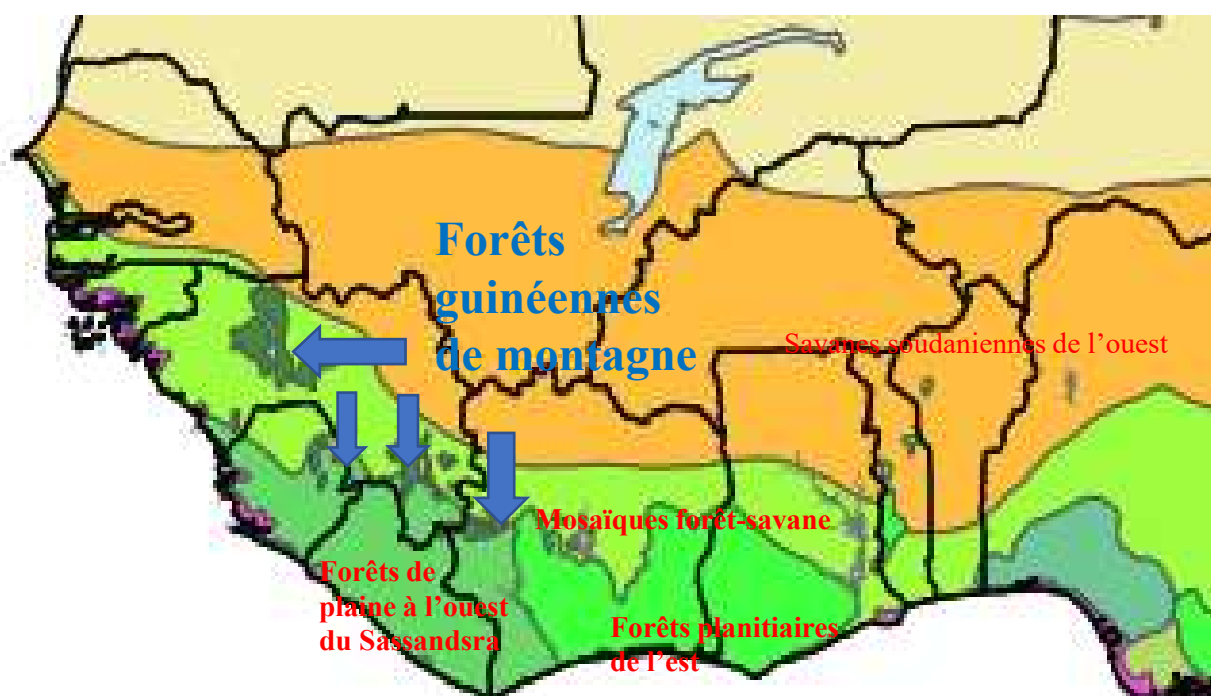 Forêts
guinéennes
de montagne
Savanes soudaniennes de l’ouest
Mosaïques forêt-savane
Forêts de
plaine à l’ouest
du Sassandsra
Forêts planitiaires
de l’est